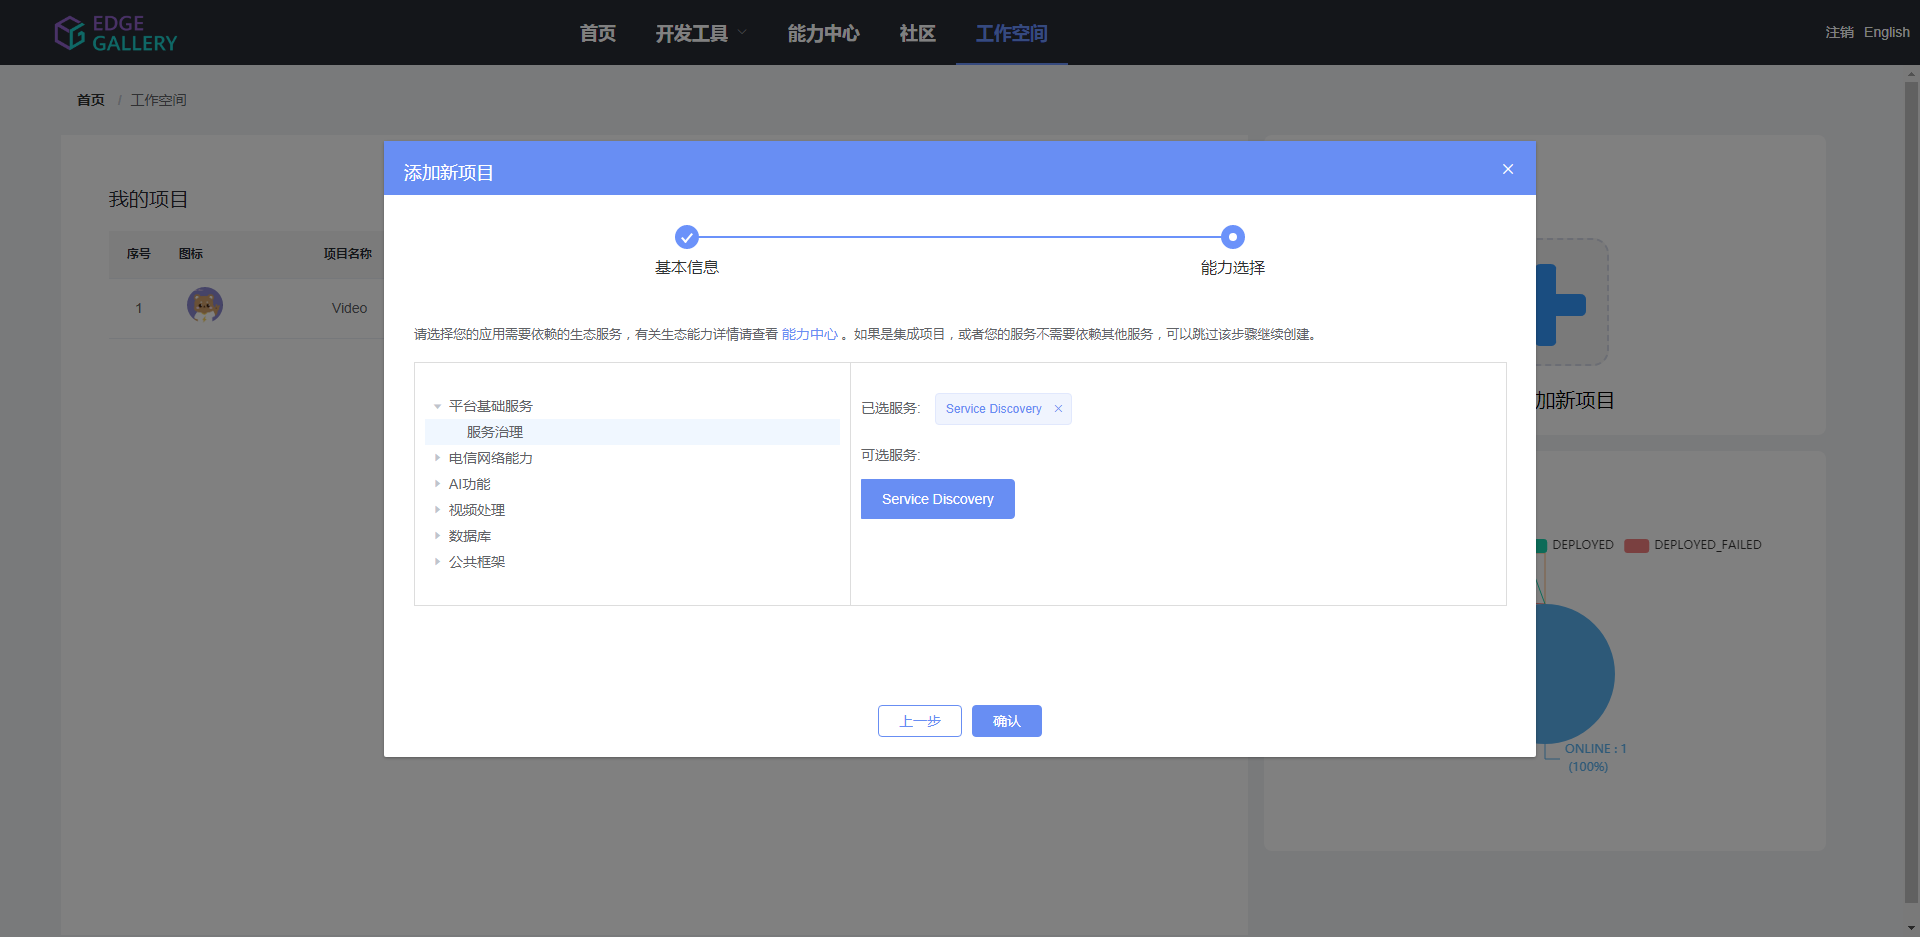 EDGE
GALLERY
首页 开发工具 能力中心 社区 工作空间
注销 English
首页 / 工作空间
我的项目
序号 图标 项目名称
1 Video
添加新项目
基本信息 能力选择
请选择您的应用需要依赖的生态服务，有关生态能力详情请查看 能力中心 。如果是集成项目，或者您的服务不需要依赖其他服务，可以跳过该步骤继续创建。
平台基础服务
服务治理
电信网络能力
AI功能
视频处理
数据库
公共框架
已选服务: Service Discovery
可选服务:
Service Discovery
上一步 确认
加新项目
DEPLOYED DEPLOYED_FAILED
ONLINE : 1
(100%)